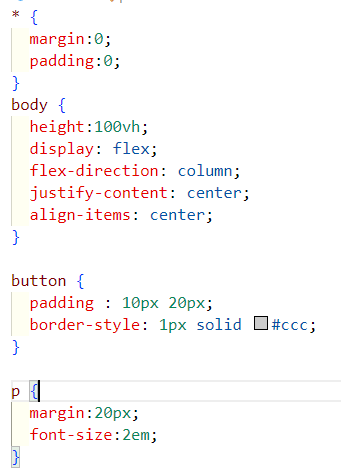 * {
margin:0;
padding:0;
}
body {
height:100vh;
display: flex;
flex-direction: column;
justify-content: center;
align-items: center;
}
button {
padding : 10px 20px;
border-style: 1px solid #ccc;
}
p {
margin:20px;
font-size:2em;
}